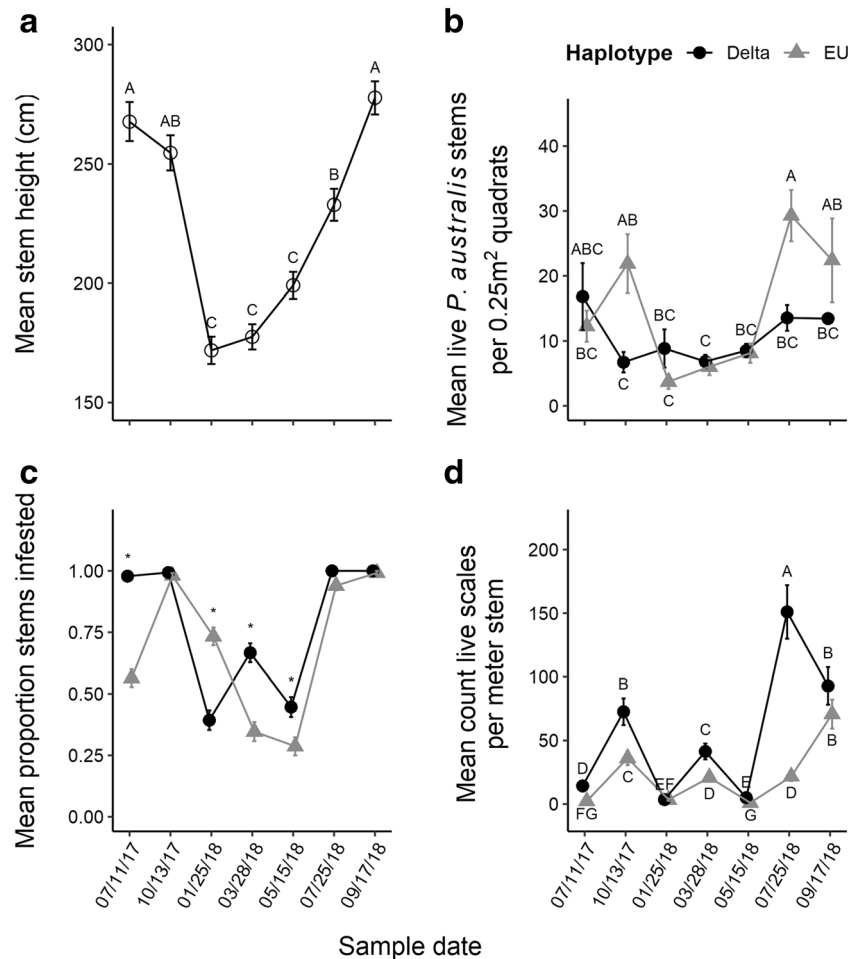 a
Mean stem height (cm)
300
250
200
150
A
AB
C
C
C
B
A
b
Haplotype Delta EU
Mean live P. australis stems
per 0.25m² quadrats
40
30
20
10
0
ABC
BC
AB
C
BC
C
C
BC
A
BC
AB
BC
c
Mean proportion stems infested
1.00
0.75
0.50
0.25
0.00
*
*
*
*
07/11/17
10/13/17
01/25/18
03/28/18
05/15/18
07/25/18
09/17/18
d
Mean count live scales
per meter stem
200
150
100
50
0
D
FG
B
C
C
D
E
G
A
D
B
B
07/11/17
10/13/17
01/25/18
03/28/18
05/15/18
07/25/18
09/17/18
Sample date